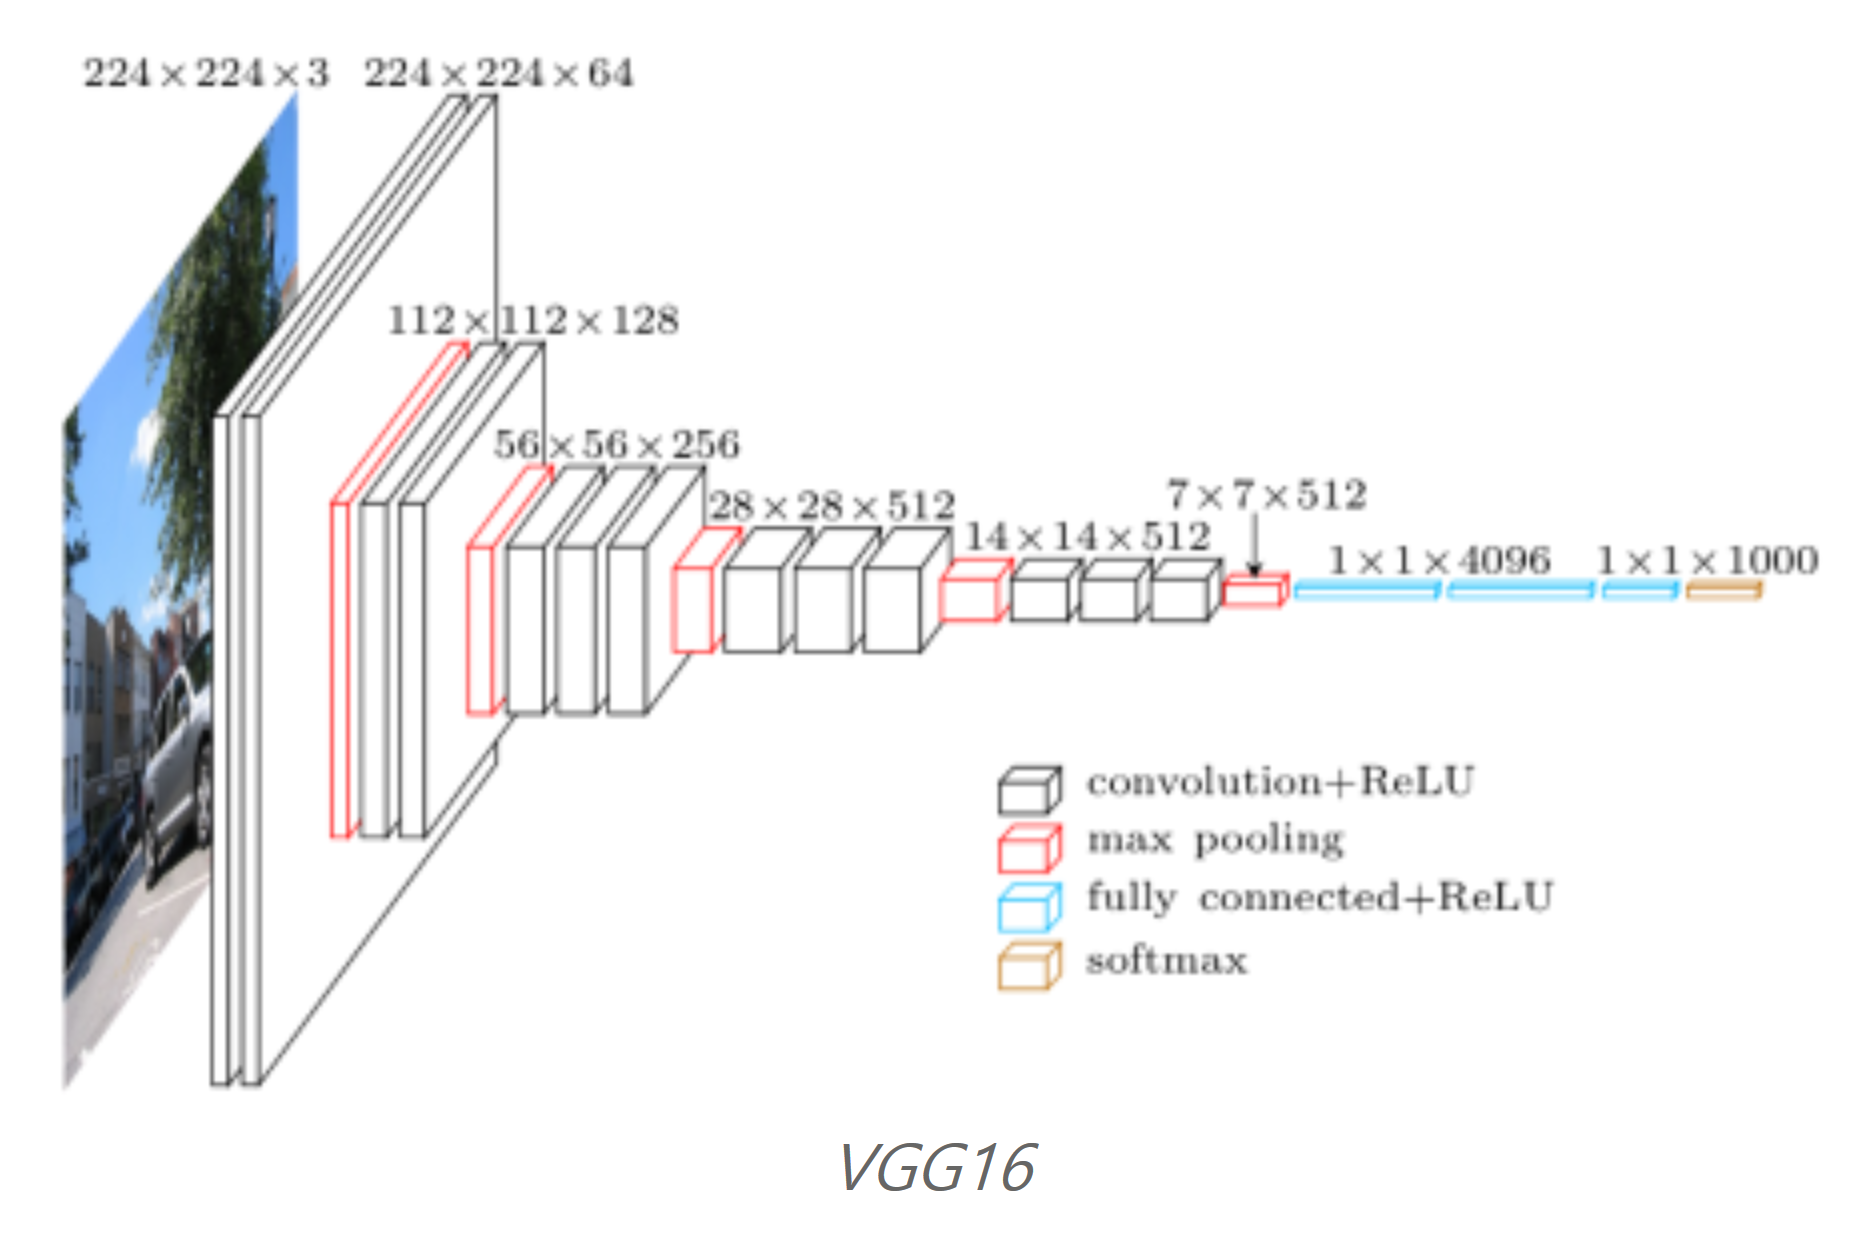 224×224×3
224×224×64
112×112×128
56×56×256
28×28×512
14×14×512
7×7×512
1×1×4096
1×1×1000
convolution+ReLU
max pooling
fully connected+ReLU
softmax
VGG16